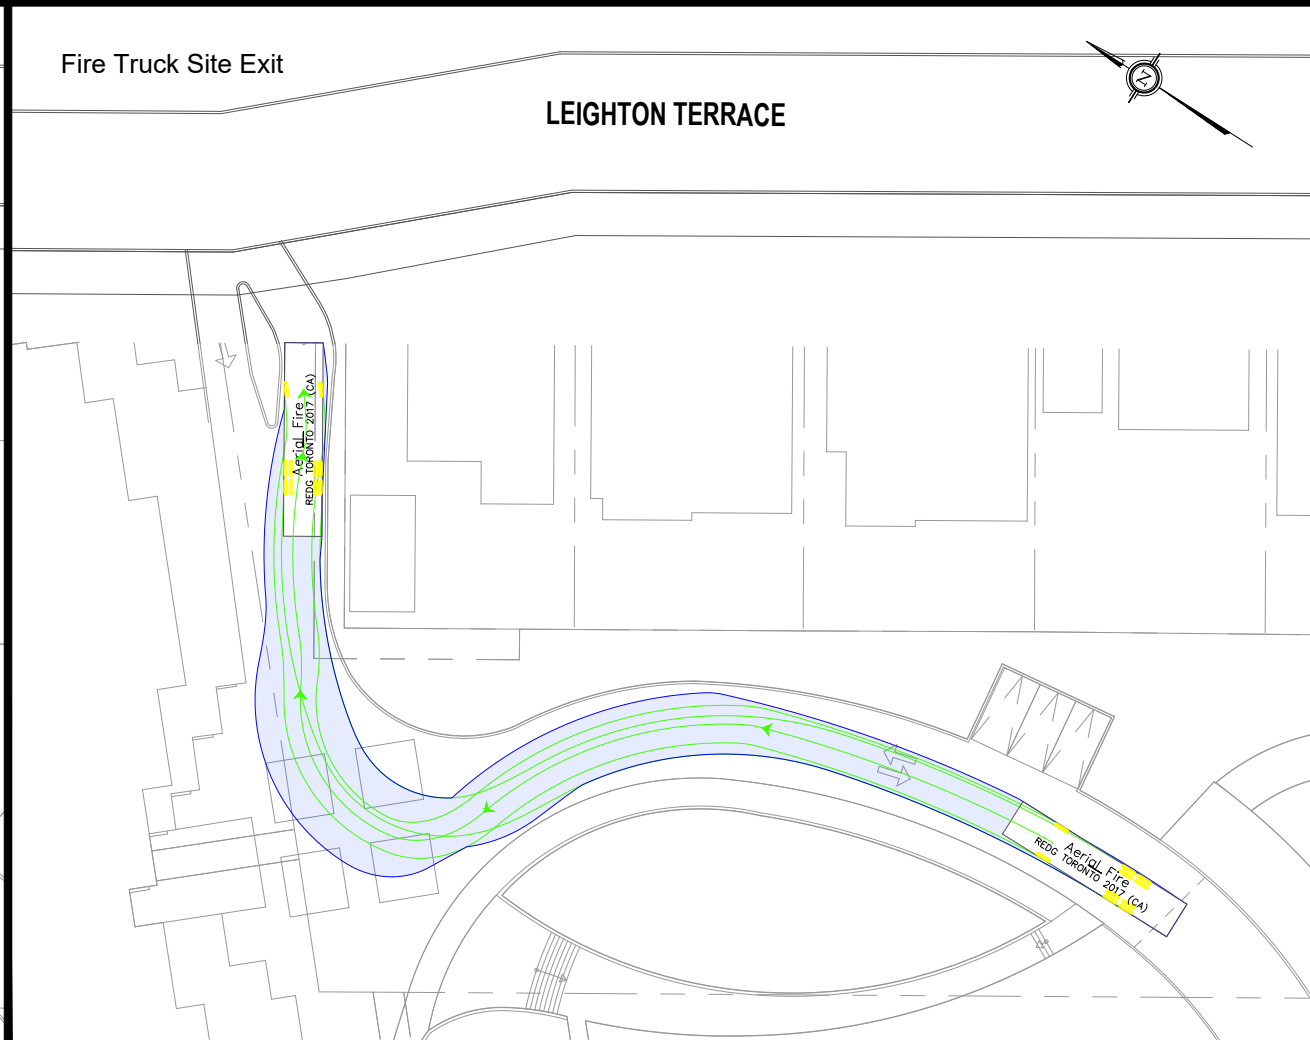 Fire Truck Site Exit
N
LEIGHTON TERRACE
Aerial Fire
REDG TORONTO 2017 (CA)
Aerial Fire
REDG TORONTO 2017 (CA)